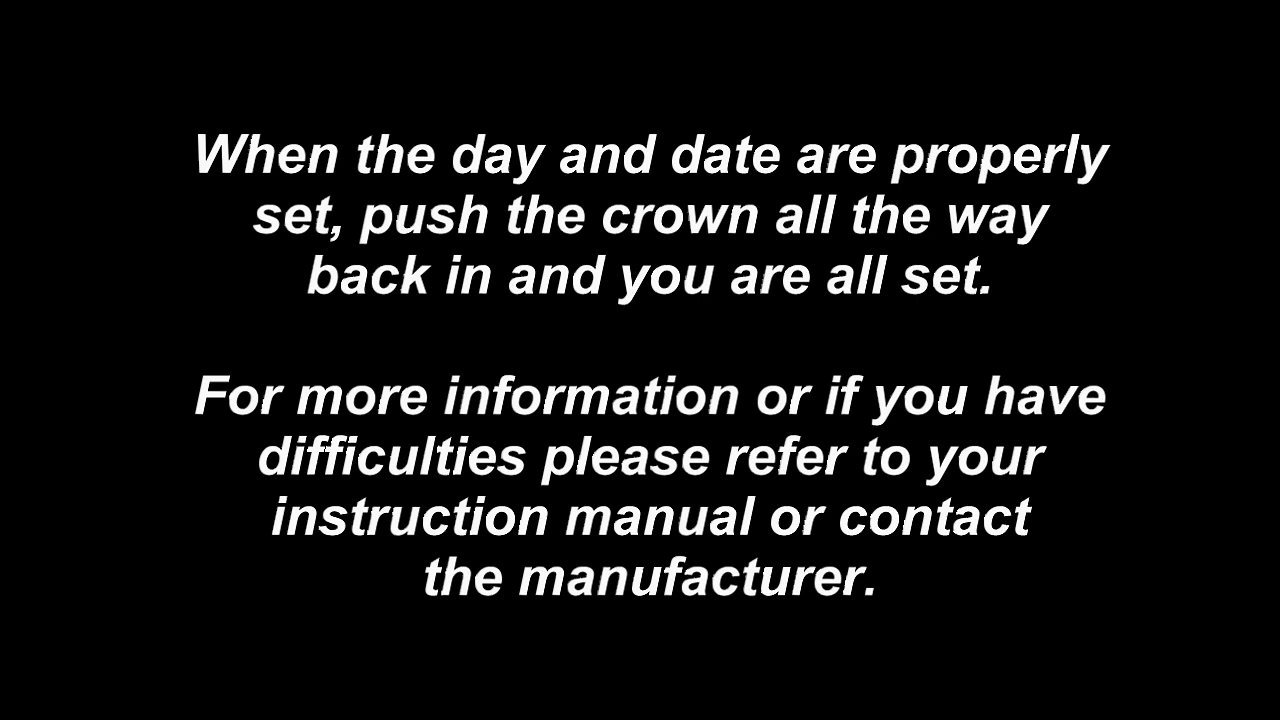 When the day and date are properly
set, push the crown all the way
back in and you are all set.
For more information or if you have
difficulties please refer to your
instruction manual or contact
the manufacturer.